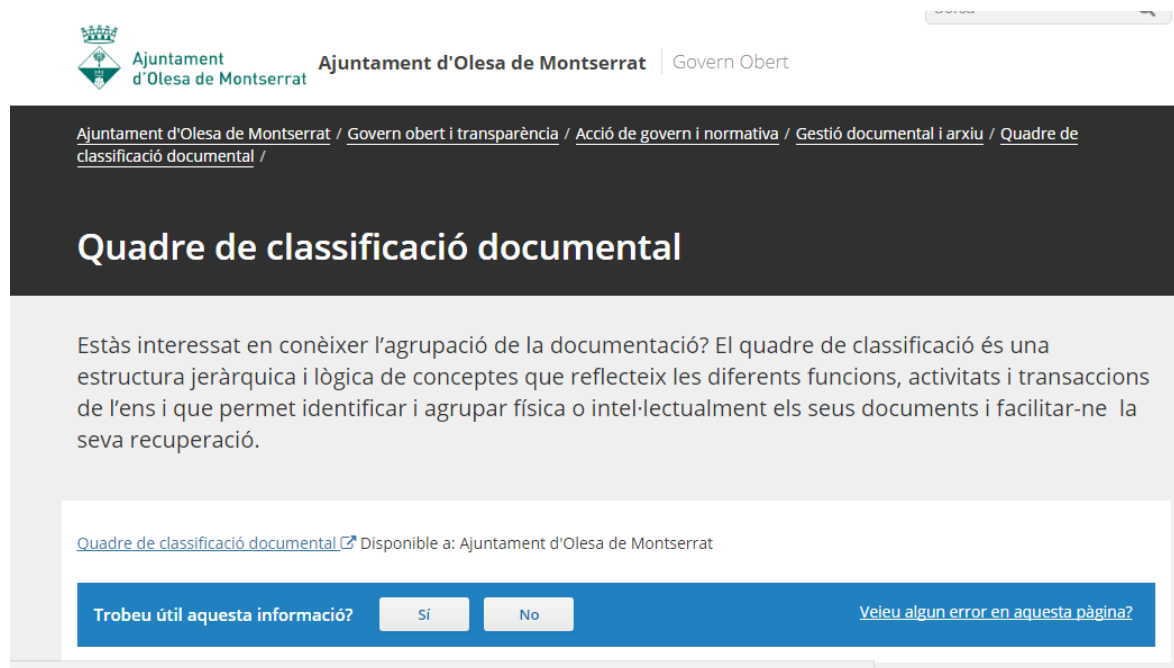 Ajuntament
d'Olesa de Montserrat
Ajuntament d'Olesa de Montserrat Govern Obert
Ajuntament d'Olesa de Montserrat / Govern obert i transparència / Acció de govern i normativa / Gestió documental i arxiu / Quadre de
classificació documental /
Quadre de classificació documental
Estàs interessat en conèixer l’agrupació de la documentació? El quadre de classificació és una
estructura jeràrquica i lògica de conceptes que reflecteix les diferents funcions, activitats i transaccions
de l’ens i que permet identificar i agrupar física o intel·lectualment els seus documents i facilitar-ne la
seva recuperació.
Quadre de classificació documental Disponible a: Ajuntament d'Olesa de Montserrat
Trobeu útil aquesta informació? Sí No Veieu algun error en aquesta pàgina?